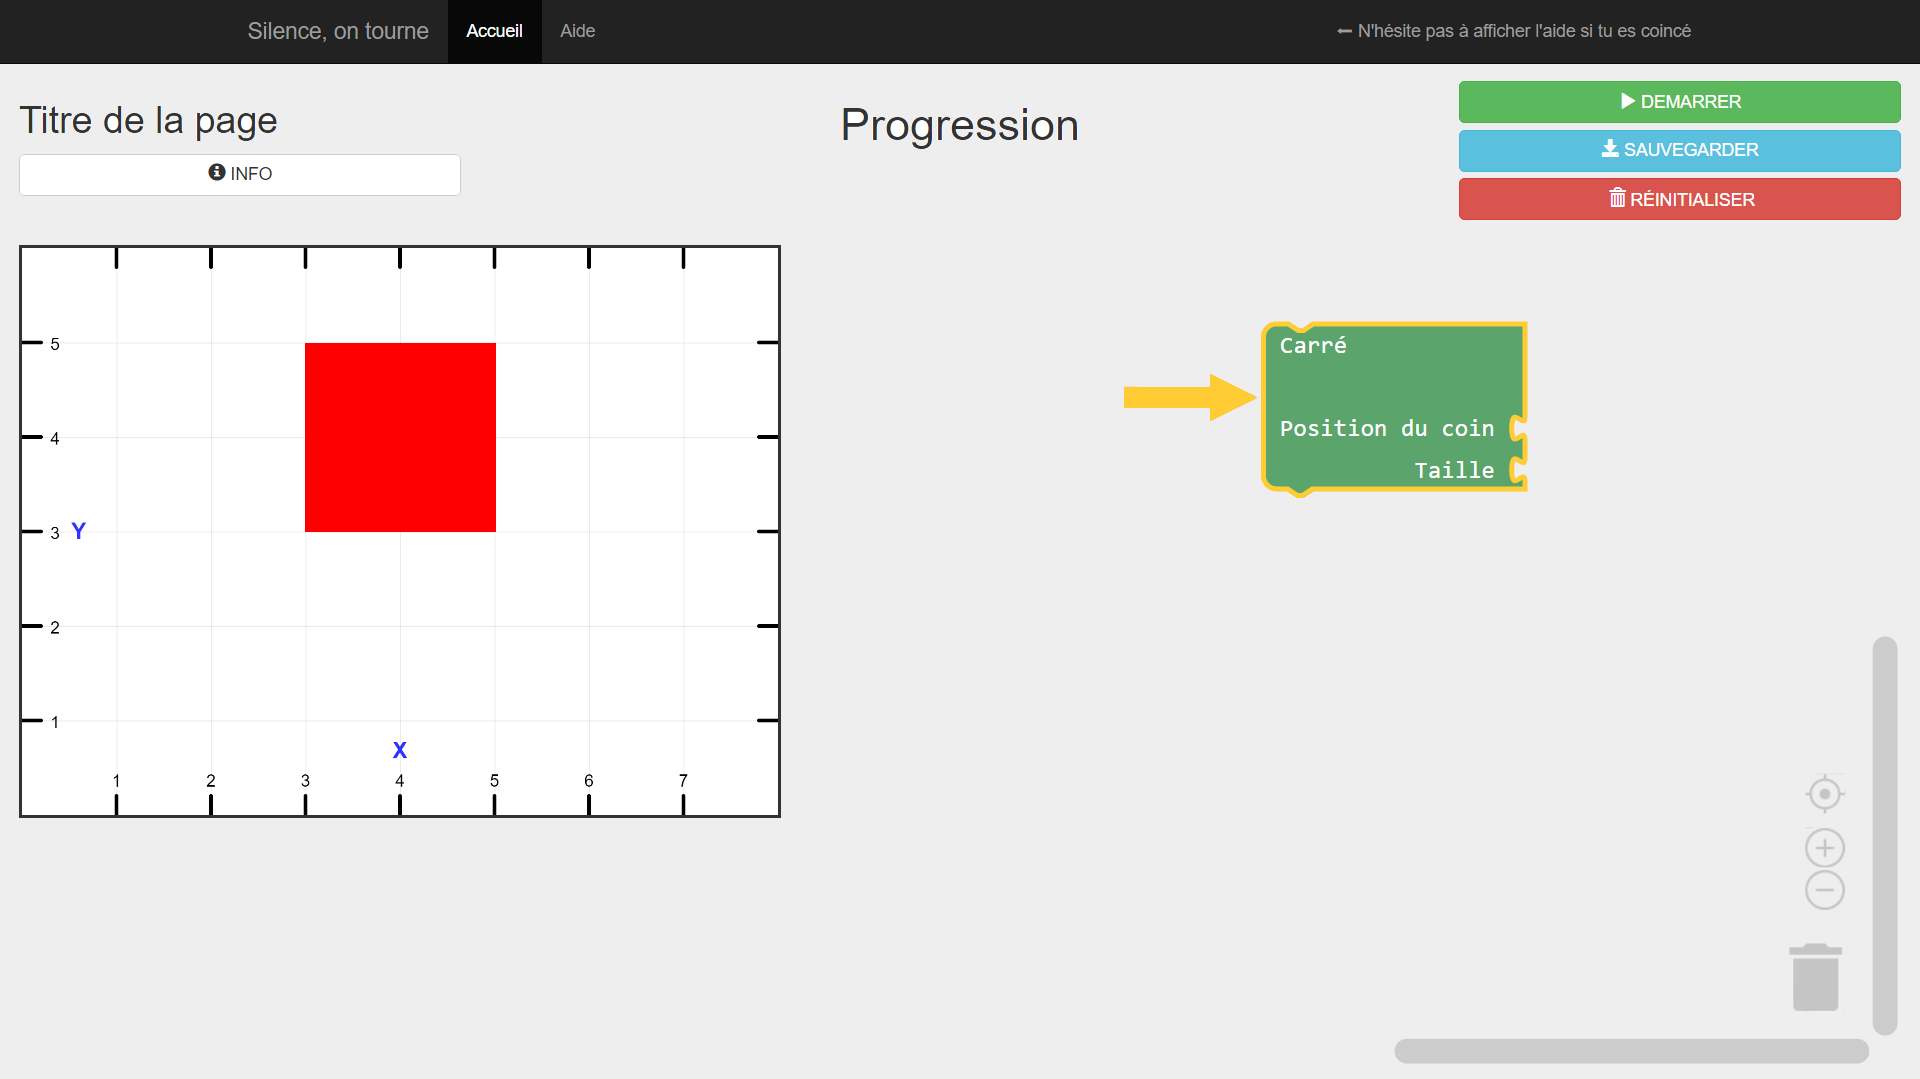 Silence, on tourne
Accueil
Aide
N'hésite pas à afficher l'aide si tu es coincé
Titre de la page
INFO
Progression
DEMARRER
SAUVEGARDER
RÉINITIALISER
5
4
3 Y
2
1
X
1 2 3 4 5 6 7
Carré
Position du coin
Taille